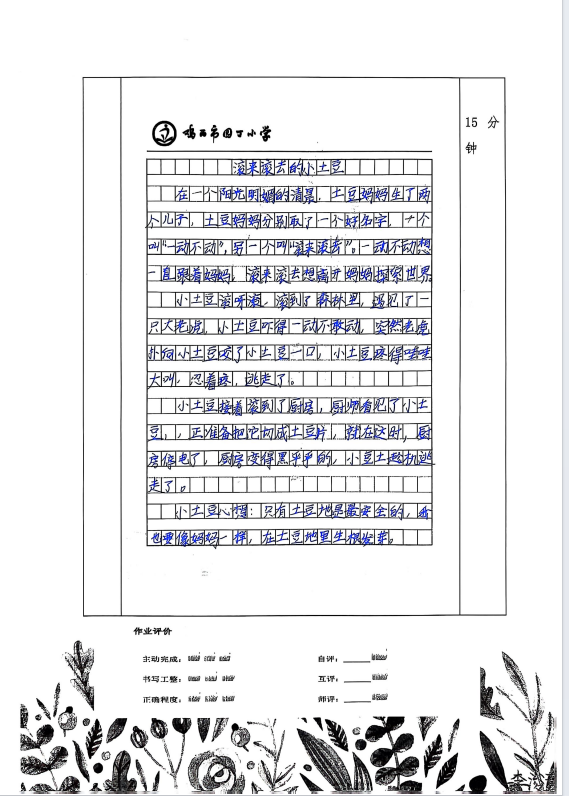 15 分
钟
鸡西市园丁小学
滚来滚去的小土豆
在一个阳光明媚的清晨，土豆妈妈生了两
个儿子，土豆妈妈分别取了一个好名字，一个
叫“一动不动”，另一个叫“滚来滚去”。一动不动想
一直跟着妈妈，滚来滚去想离开妈妈探索世界。
小土豆滚呀滚，滚到了森林里，遇见了一
只大老虎，小土豆吓得一动不敢动，突然老虎
扑向小土豆咬了小土豆一口，小土豆疼得哇哇
大叫，忍着疼，逃走了。
小土豆接着滚到了厨房，厨师看见了小土
豆，，正准备把它切成土豆片，就在这时，厨
房停电了，厨房变得黑乎乎的，小豆土趁机逃
走了。
小土豆心想：只有土豆地是最安全的，我
也要像妈妈一样，在土豆地里生根发芽。
作业评价
主动完成：
自评：
书写工整：
互评：
正确程度：
师评：